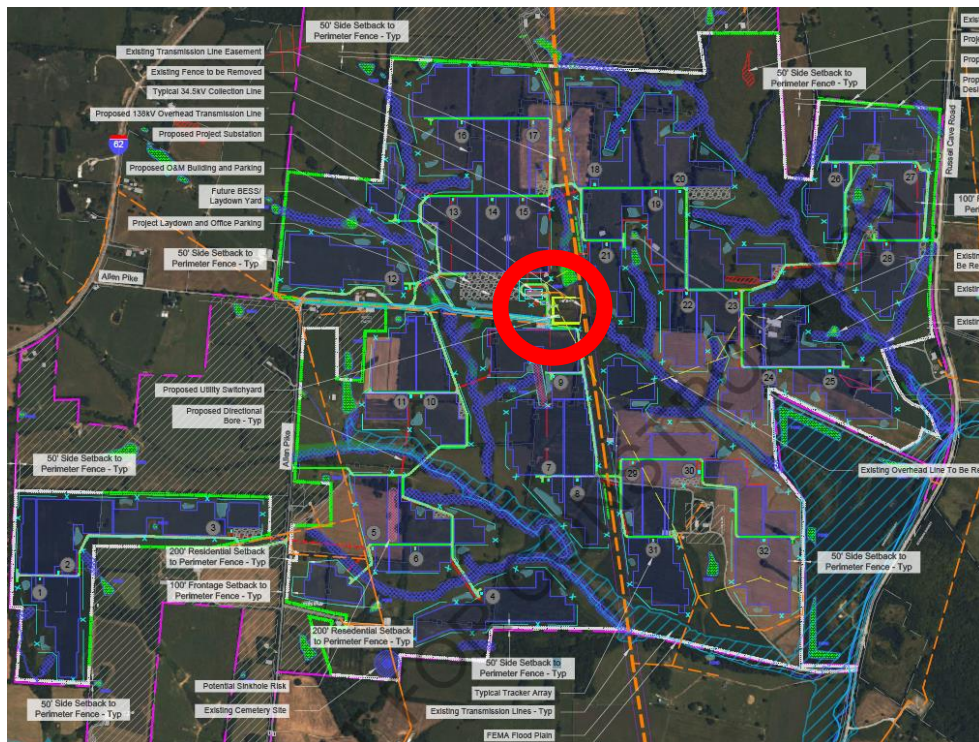 50' Side Setback to
Perimeter Fence - Typ
Existing Transmission Line Easement
Existing Fence to be Removed
Typical 34.5kV Collection Line
Proposed 138kV Overhead Transmission Line
Proposed Project Substation
Proposed O&M Building and Parking
Future BESS/
Laydown Yard
Project Laydown and Office Parking
50' Side Setback to
Perimeter Fence - Typ
62
Allen Pike
50' Side Setback to
Perimeter Fence - Typ
Russel Cave Road
16
17
18
20
26
27
13
14
15
19
12
21
28
22
23
Proposed Utility Switchyard
Proposed Directional
Bore - Typ
Allen Pike
11
10
9
24
25
50' Side Setback to
Perimeter Fence - Typ
Existing Overhead Line To Be Re
7
8
29
30
3
2
1
5
6
31
32
4
200' Residential Setback
to Perimeter Fence - Typ
100' Frontage Setback to
Perimeter Fence - Typ
50' Side Setback to
Perimeter Fence - Typ
200' Resedential Setback
to Perimeter Fence - Typ
50' Side Setback to
Perimeter Fence - Typ
Potential Sinkhole Risk
Existing Cemetery Site
50' Side Setback to
Perimeter Fence - Typ
Typical Tracker Array
Existing Transmission Lines - Typ
FEMA Flood Plain